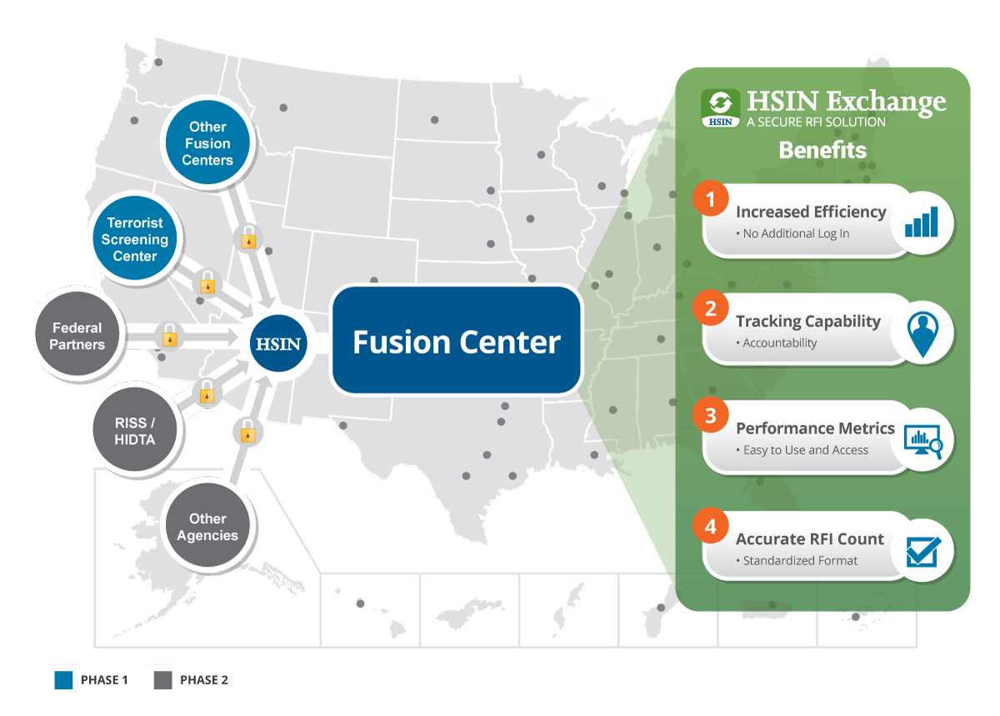 Other
Fusion
Centers
Terrorist
Screening
Center
Federal
Partners
RISS /
HIDTA
Other
Agencies
HSIN
Fusion Center
HSIN
HSIN Exchange
A SECURE RFI SOLUTION
Benefits
1
Increased Efficiency
• No Additional Log In
2
Tracking Capability
• Accountability
3
Performance Metrics
• Easy to Use and Access
4
Accurate RFI Count
• Standardized Format
PHASE 1
PHASE 2